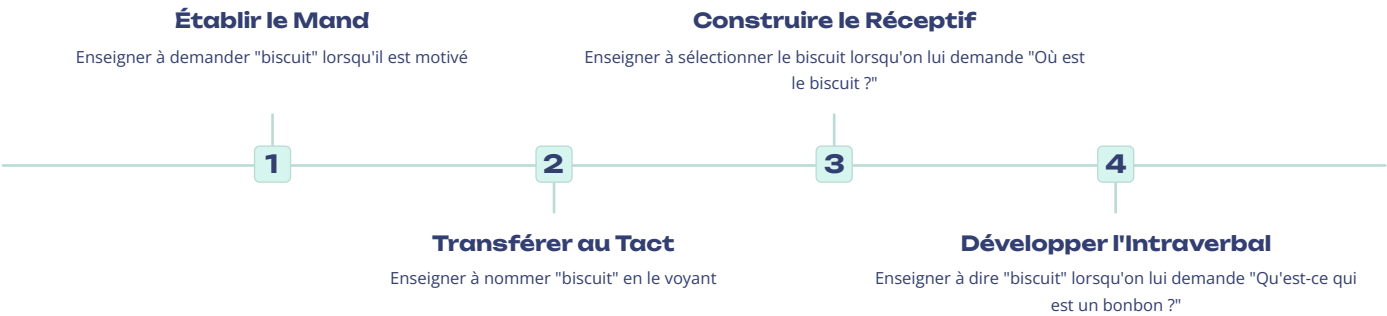 Établir le Mand
Enseigner à demander "biscuit" lorsqu'il est motivé
Construire le Réceptif
Enseigner à sélectionner le biscuit lorsqu'on lui demande "Où est
le biscuit ?"
1
2
3
4
Transférer au Tact
Enseigner à nommer "biscuit" en le voyant
Développer l'Intraverbal
Enseigner à dire "biscuit" lorsqu'on lui demande "Qu'est-ce qui
est un bonbon ?"